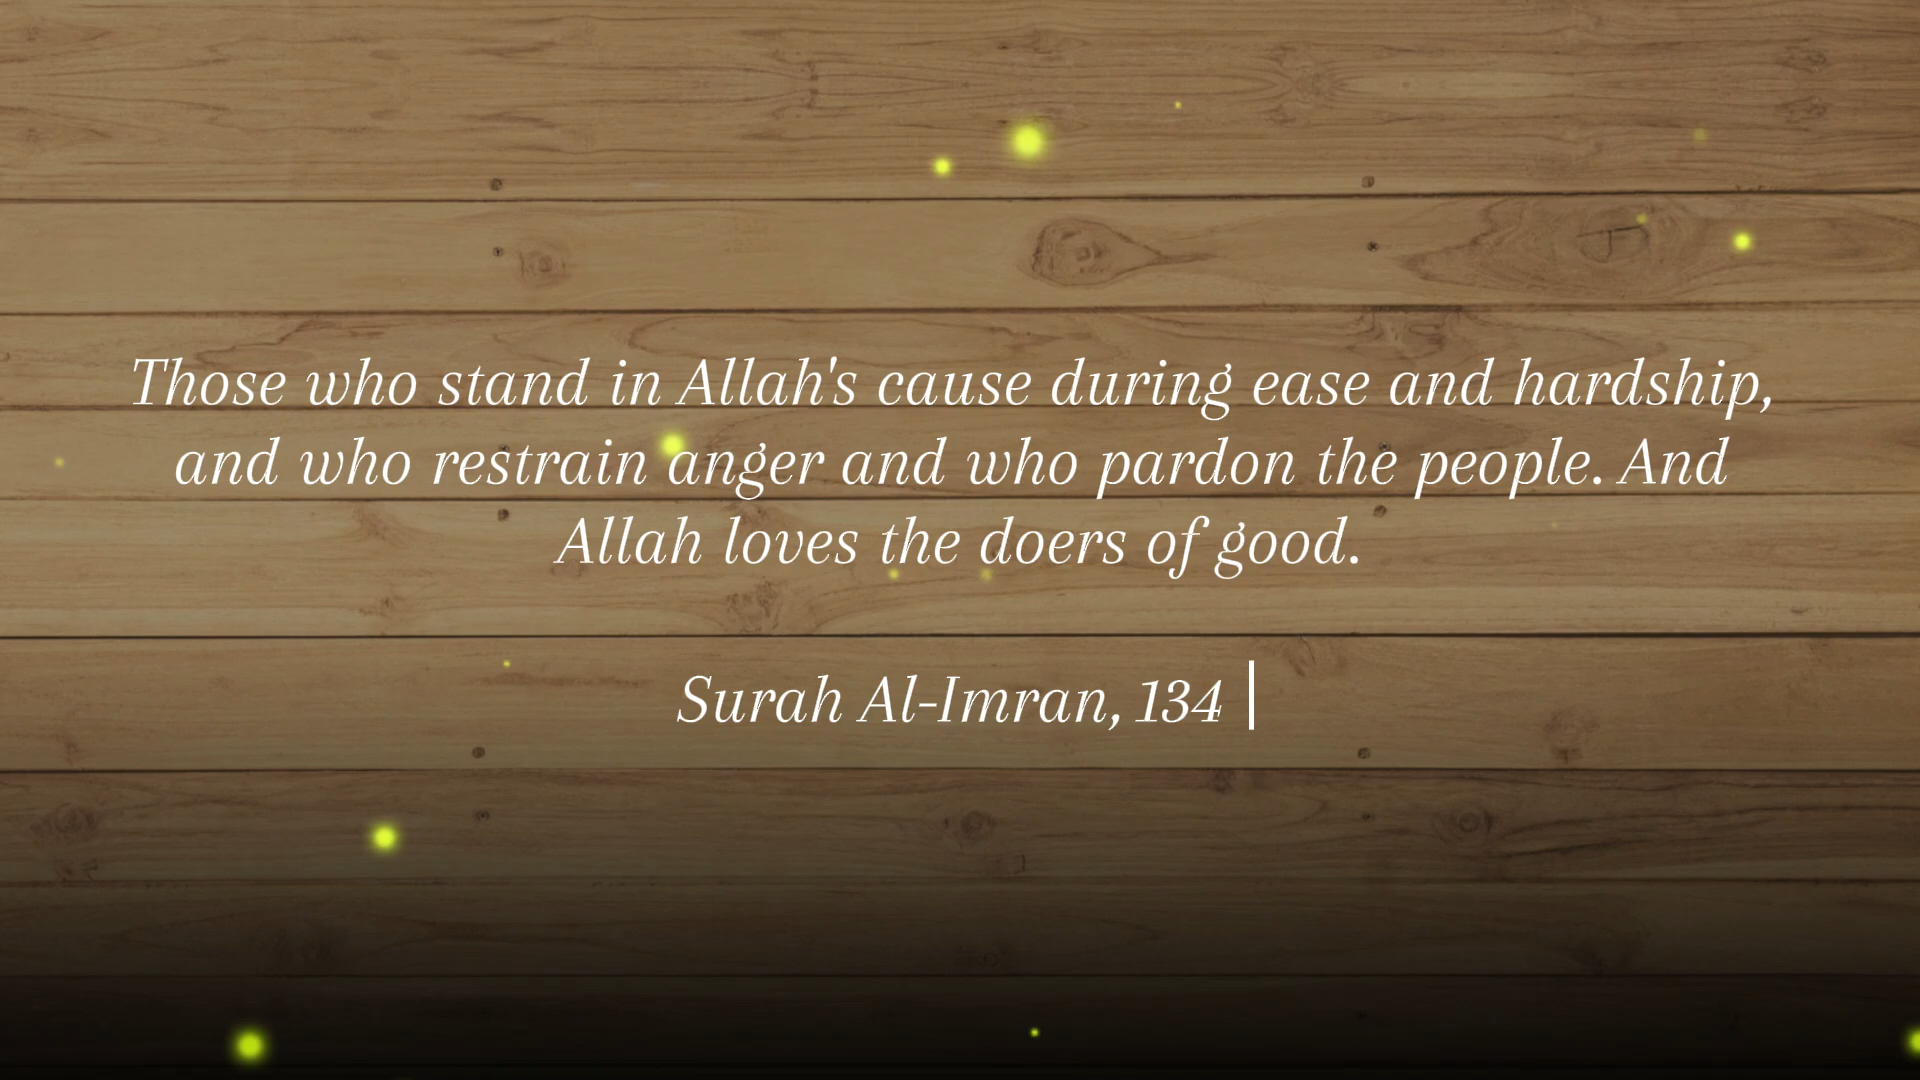 Those who stand in Allah's cause during ease and hardship,
and who restrain anger and who pardon the people. And
Allah loves the doers of good.
Surah Al-Imran, 134 |